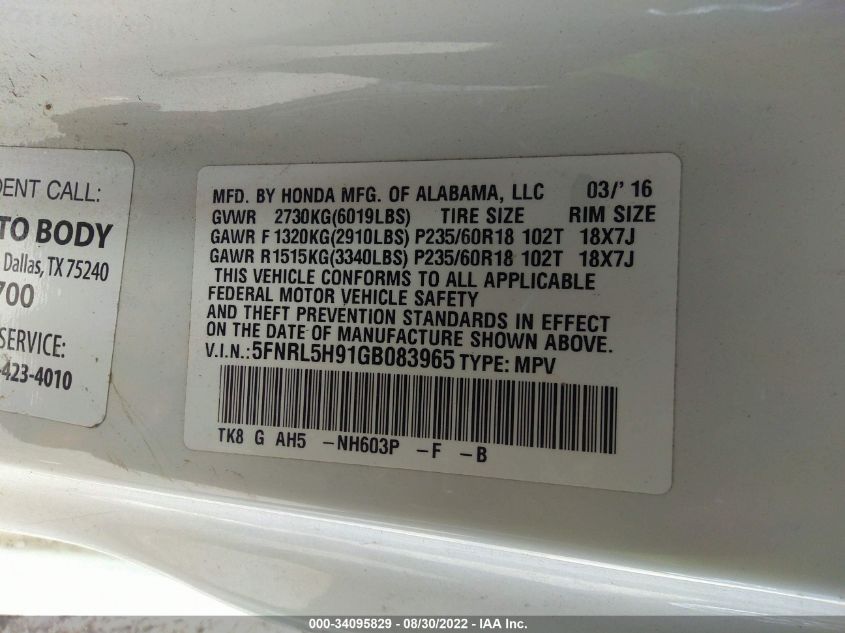 DENT CALL:
TO BODY
Dallas, TX 75240
700
SERVICE:
-423-4010
MFD. BY HONDA MFG. OF ALABAMA, LLC 03/'16
GVWR 2730KG(6019LBS) TIRE SIZE RIM SIZE
GAWR F 1320KG(2910LBS) P235/60R18 102T 18X7J
GAWR R 1515KG(3340LBS) P235/60R18 102T 18X7J
THIS VEHICLE CONFORMS TO ALL APPLICABLE
FEDERAL MOTOR VEHICLE SAFETY
AND THEFT PREVENTION STANDARDS IN EFFECT
ON THE DATE OF MANUFACTURE SHOWN ABOVE.
V.I.N.: 5FNRL5H91GB083965 TYPE: MPV
TK8 G AH5 -NH603P -F -B
000-34095829 - 08/30/2022 - IAA Inc.